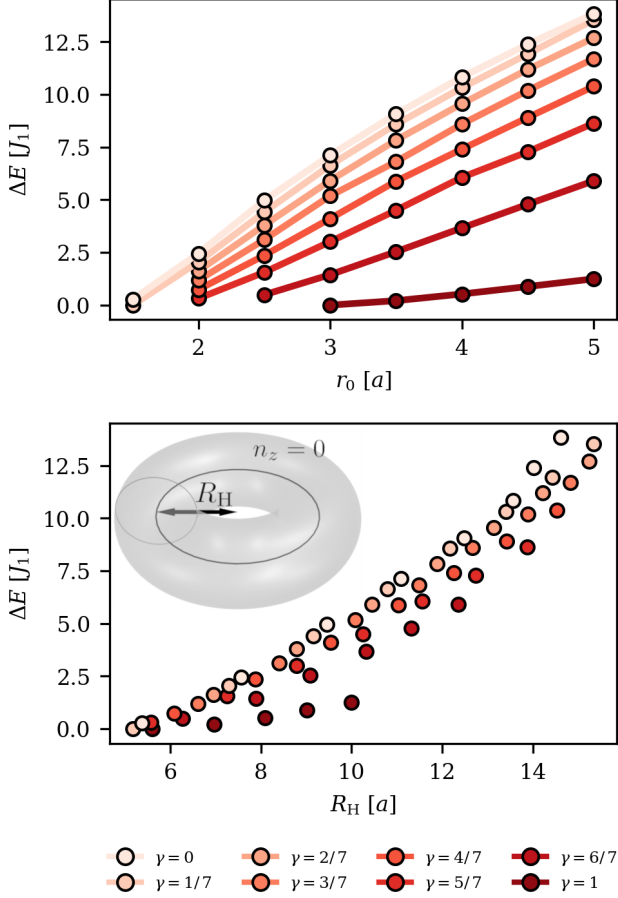 12.5
10.0
7.5
5.0
2.5
0.0
ΔE [J₁]
2 3 4 5
r₀ [a]
n_z = 0
R_H
12.5
10.0
7.5
5.0
2.5
0.0
ΔE [J₁]
6 8 10 12 14
R_H [a]
γ = 0 γ = 2/7 γ = 4/7 γ = 6/7
γ = 1/7 γ = 3/7 γ = 5/7 γ = 1